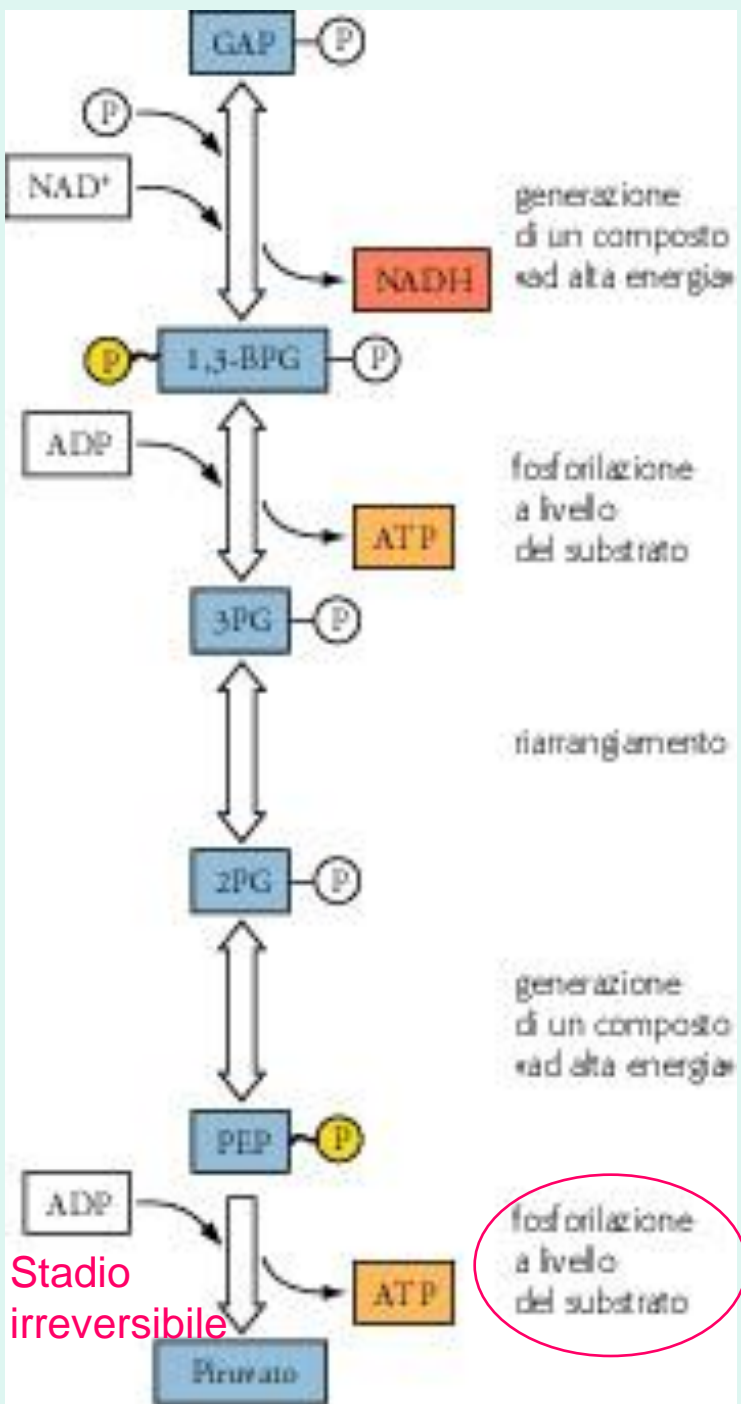 GAP
P
P
NAD⁺
generazione
di un composto
«ad alta energia»
NADH
P
1,3-BPG
P
ADP
fosforilazione
a livello
del substrato
ATP
3PG
P
riarrangiamento
2PG
P
generazione
di un composto
«ad alta energia»
PEP
P
ADP
fosforilazione
a livello
del substrato
Stadio
irreversibile
ATP
Piruvato